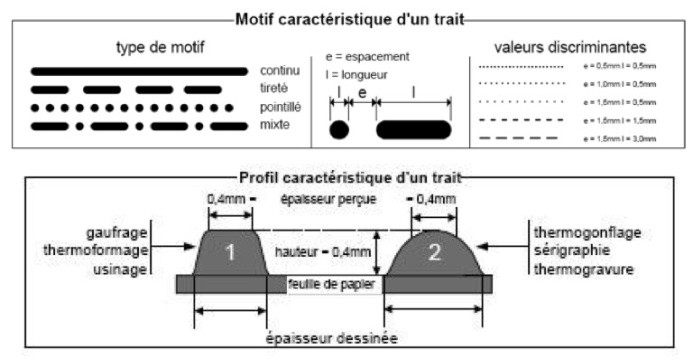 Motif caractéristique d'un trait
type de motif
continu
tireté
pointillé
mixte
e = espacement
l = longueur
l e l
valeurs discriminantes
e = 0,5mm l = 0,5mm
e = 1,0mm l = 0,5mm
e = 1,5mm l = 0,5mm
e = 1,5mm l = 1,5mm
e = 1,5mm l = 3,0mm
Profil caractéristique d'un trait
0,4mm = épaisseur perçue = 0,4mm
gaufrage
thermoformage
usinage
1
hauteur = 0,4mm
2
thermogonflage
sérigraphie
thermogravure
feuille de papier
épaisseur dessinée